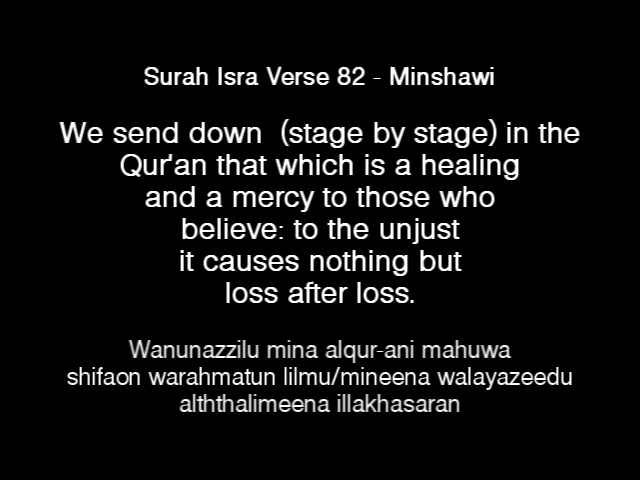 Surah Isra Verse 82 - Minshawi
We send down  (stage by stage) in the
Qur'an that which is a healing
and a mercy to those who
believe: to the unjust
it causes nothing but
loss after loss.
Wanunazzilu mina alqur-ani mahuwa
shifaon warahmatun lilmu/mineena walayazeedu
alththalimeena illakhasaran